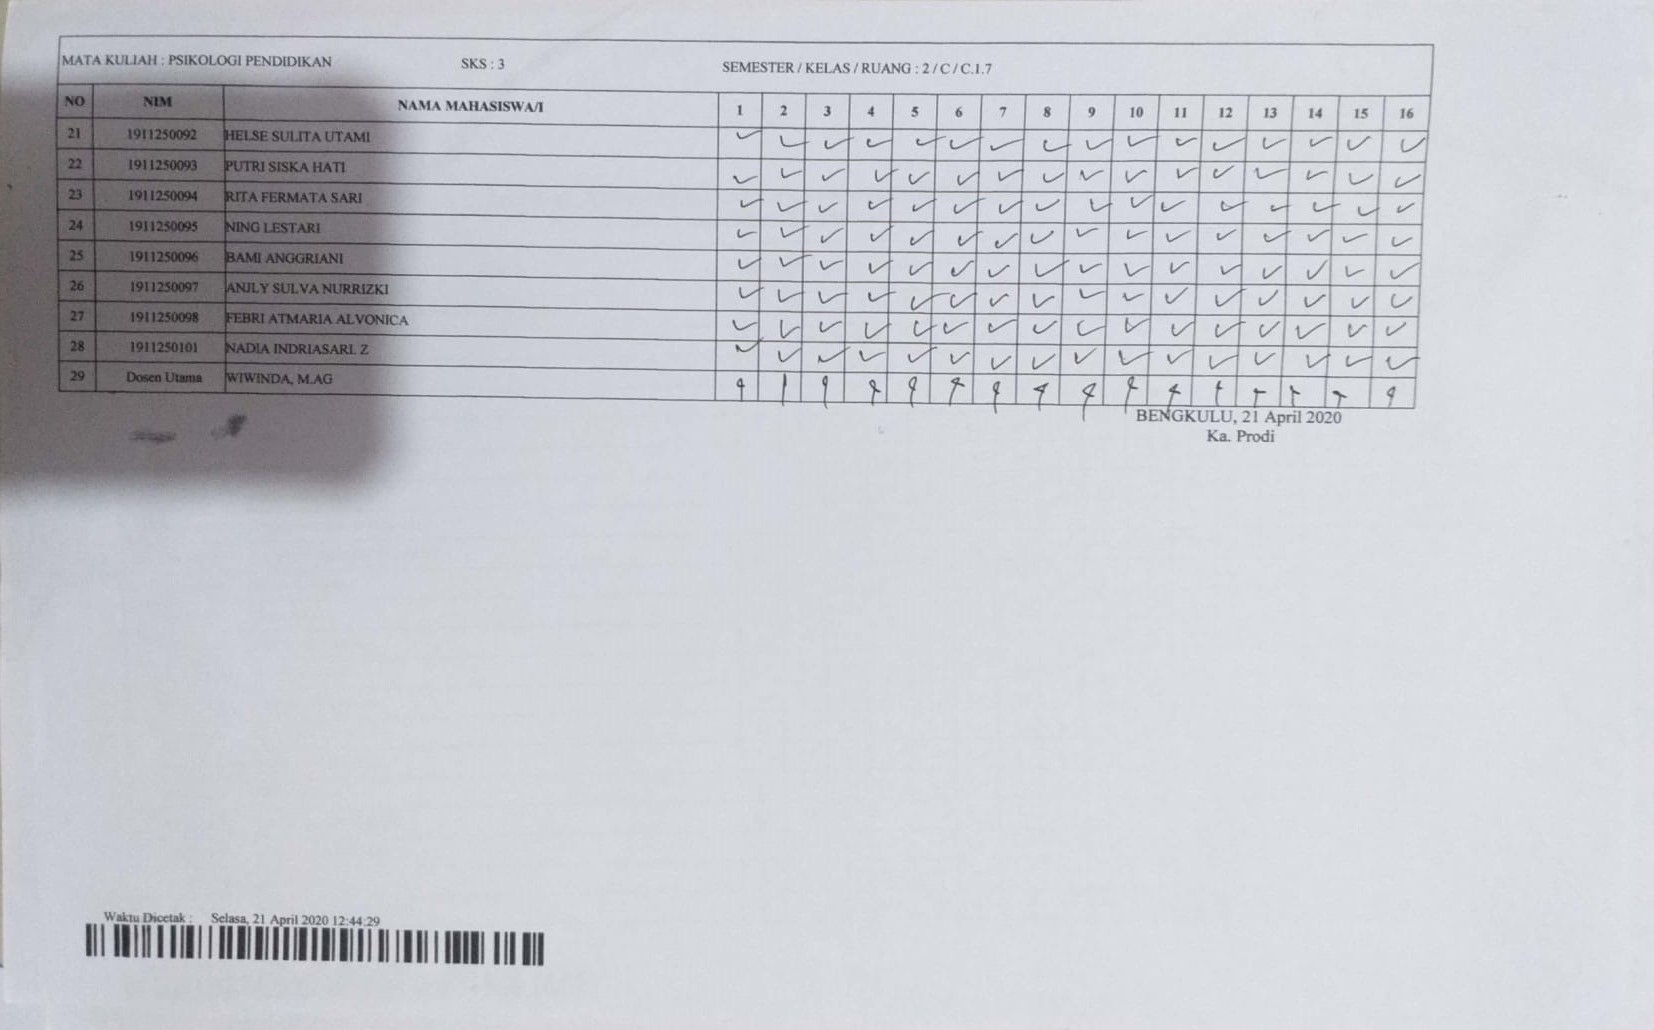 MATA KULIAH : PSIKOLOGI PENDIDIKAN SKS : 3 SEMESTER / KELAS / RUANG : 2 / C / C.I.7
NO NIM NAMA MAHASISWA/I 1 2 3 4 5 6 7 8 9 10 11 12 13 14 15 16
21 1911250092 HELSE SULITA UTAMI ✓ ✓ ✓ ✓ ✓ ✓ ✓ ✓ ✓ ✓ ✓ ✓ ✓ ✓ ✓ ✓
22 1911250093 PUTRI SISKA HATI ✓ ✓ ✓ ✓ ✓ ✓ ✓ ✓ ✓ ✓ ✓ ✓ ✓ ✓ ✓ ✓
23 1911250094 RITA FERMATA SARI ✓ ✓ ✓ ✓ ✓ ✓ ✓ ✓ ✓ ✓ ✓ ✓ ✓ ✓ ✓ ✓
24 1911250095 NING LESTARI ✓ ✓ ✓ ✓ ✓ ✓ ✓ ✓ ✓ ✓ ✓ ✓ ✓ ✓ ✓ ✓
25 1911250096 BAMI ANGGRIANI ✓ ✓ ✓ ✓ ✓ ✓ ✓ ✓ ✓ ✓ ✓ ✓ ✓ ✓ ✓ ✓
26 1911250097 ANJLY SULVA NURRIZKI ✓ ✓ ✓ ✓ ✓ ✓ ✓ ✓ ✓ ✓ ✓ ✓ ✓ ✓ ✓ ✓
27 1911250098 FEBRI ATMARIA ALVONICA ✓ ✓ ✓ ✓ ✓ ✓ ✓ ✓ ✓ ✓ ✓ ✓ ✓ ✓ ✓ ✓
28 1911250101 NADIA INDRIASARI. Z ✓ ✓ ✓ ✓ ✓ ✓ ✓ ✓ ✓ ✓ ✓ ✓ ✓ ✓ ✓ ✓
29 Dosen Utama WIWINDA, M.AG
BENGKULU, 21 April 2020
Ka. Prodi
Waktu Dicetak : Selasa, 21 April 2020 12:44:29